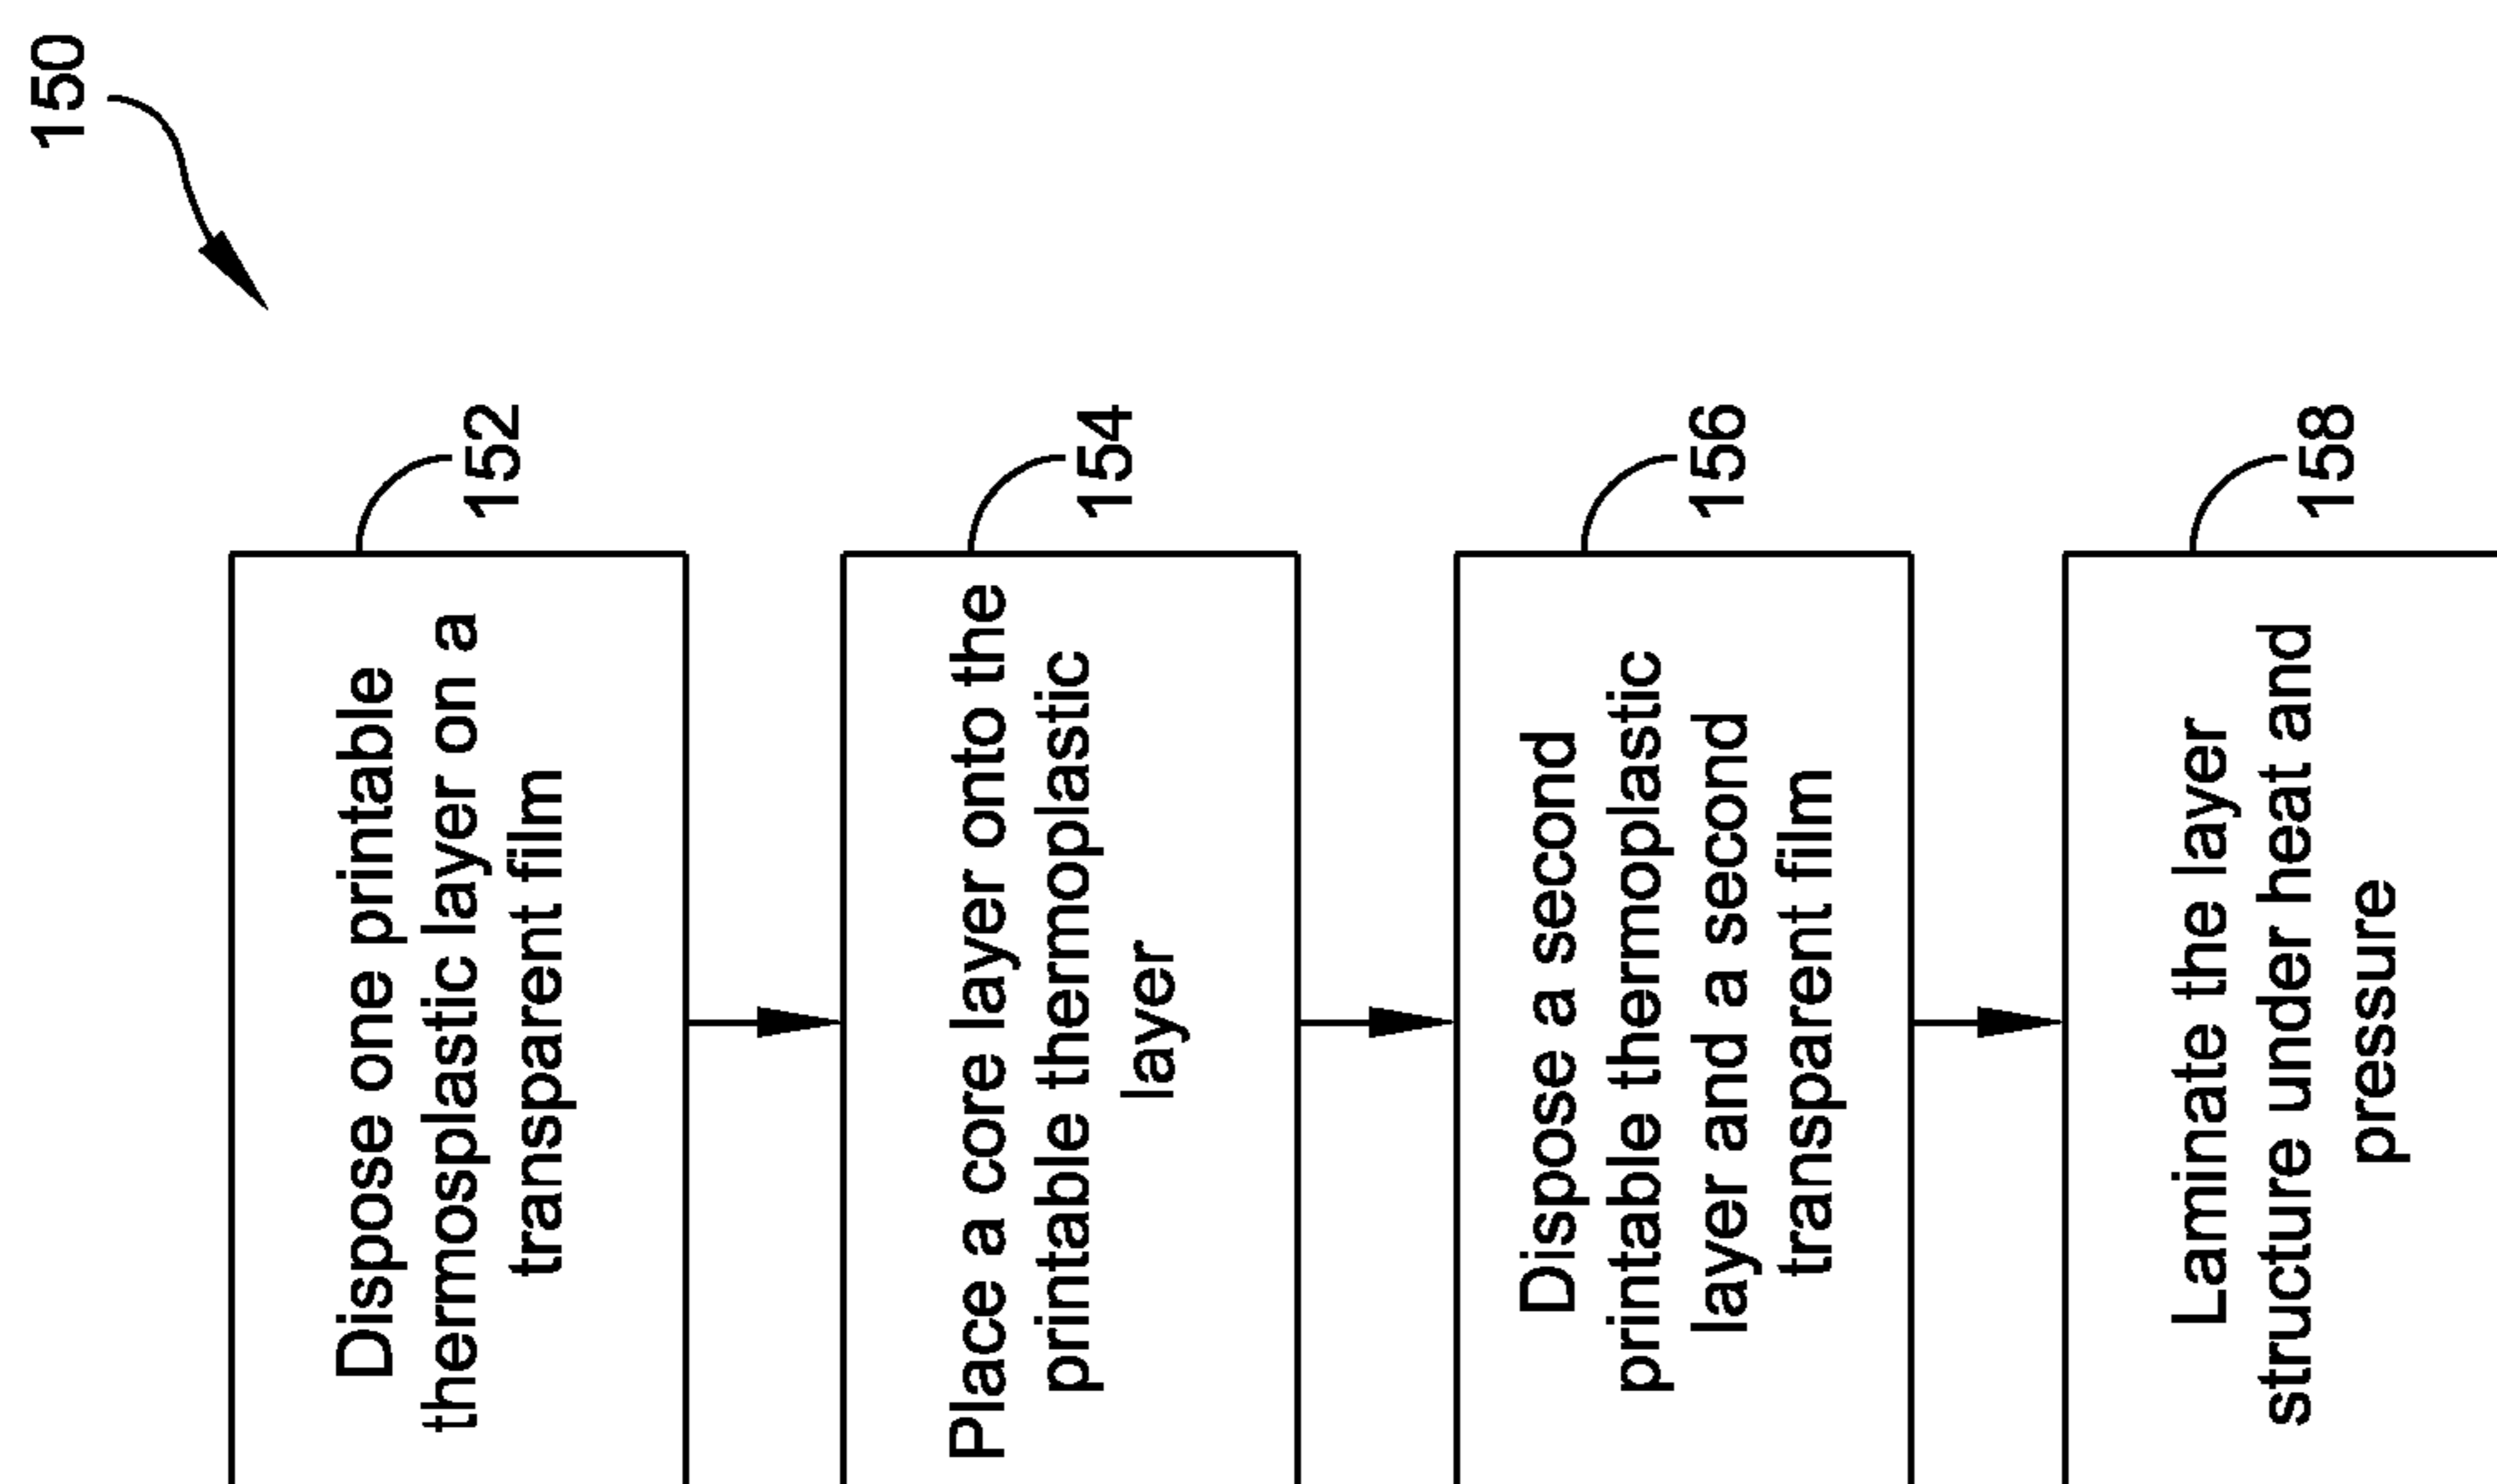 150
152
Dispose one printable
thermosplastic layer on a
transparent film
154
Place a core layer onto the
printable thermoplastic
layer
156
Dispose a second
printable thermoplastic
layer and a second
transparent film
158
Laminate the layer
structure under heat and
pressure